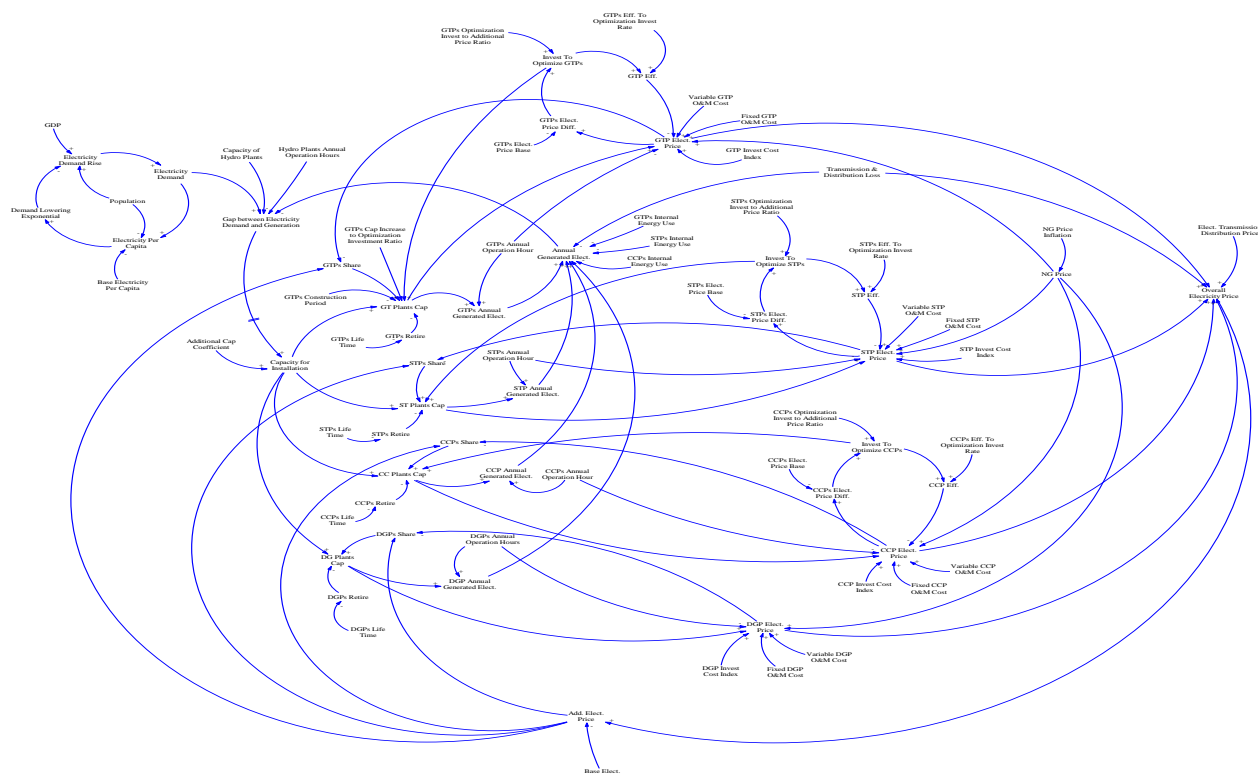 GTPs Optimization
Invest to Additional
Price Ratio
GTPs Eff. To
Optimization Invest
Rate
Invest To
Optimize GTPs
GTP Eff.
Variable GTP
O&M Cost
Fixed GTP
O&M Cost
GTPs Elect.
Price Diff.
GTPs Elect.
Price Base
GTP Elect.
Price
GTP Invest Cost
Index
GDP
Electricity
Demand Rise
Electricity
Demand
Capacity of
Hydro Plants
Hydro Plants Annual
Operation Hours
Transmission &
Distribution Loss
Population
Demand Lowering
Exponential
Electricity Per
Capita
Base Electricity
Per Capita
Gap between Electricity
Demand and Generation
GTPs Cap Increase
to Optimization
Investment Ratio
GTPs Share
GTPs Annual
Operation Hour
Annual
Generated Elect.
GTPs Internal
Energy Use
STPs Internal
Energy Use
CCPs Internal
Energy Use
STPs Optimization
Invest to Additional
Price Ratio
Invest To
Optimize STPs
STPs Eff. To
Optimization Invest
Rate
STP Eff.
NG Price
Inflation
NG Price
Elect. Transmission
Distribution Price
Overall
Elecricity Price
GTPs Construction
Period
GT Plants Cap
GTPs Annual
Generated Elect.
STPs Elect.
Price Base
STPs Elect.
Price Diff.
Variable STP
O&M Cost
Fixed STP
O&M Cost
GTPs Life
Time
GTPs Retire
Additional Cap
Coefficient
Capacity for
Installation
STPs Share
STPs Annual
Operation Hour
STP Elect.
Price
STP Invest Cost
Index
STP Annual
Generated Elect.
ST Plants Cap
STPs Life
Time
STPs Retire
CCPs Optimization
Invest to Additional
Price Ratio
Invest To
Optimize CCPs
CCPs Eff. To
Optimization Invest
Rate
CCPs Share
CC Plants Cap
CCP Annual
Generated Elect.
CCPs Annual
Operation Hour
CCPs Elect.
Price Base
CCPs Elect.
Price Diff.
CCP Eff.
CCPs Retire
CCPs Life
Time
DGPs Share
DGPs Annual
Operation Hours
DG Plants
Cap
DGP Annual
Generated Elect.
CCP Elect.
Price
Variable CCP
O&M Cost
CCP Invest Cost
Index
Fixed CCP
O&M Cost
DGPs Retire
DGPs Life
Time
DGP Elect.
Price
DGP Invest
Cost Index
Fixed DGP
O&M Cost
Variable DGP
O&M Cost
Add. Elect.
Price
Base Elect.